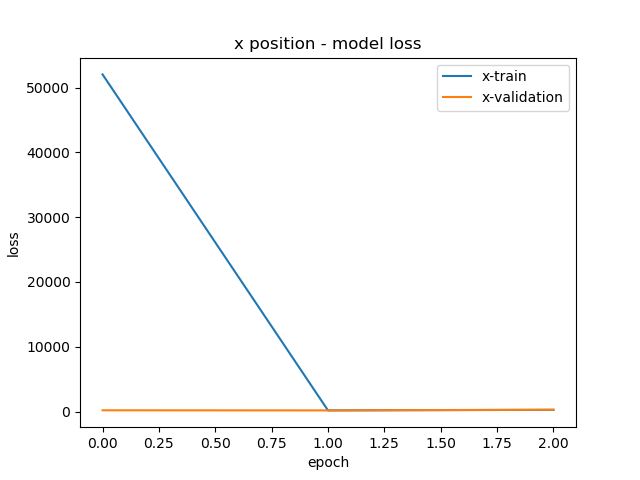 x position - model loss
x-train
x-validation
50000
40000
30000
20000
10000
0
loss
0.00 0.25 0.50 0.75 1.00 1.25 1.50 1.75 2.00
epoch